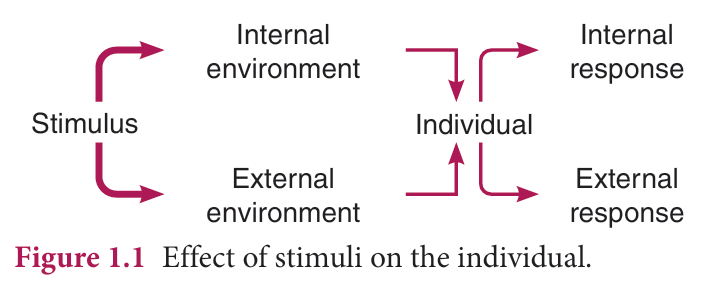 Internal
environment
Internal
response
Stimulus
Individual
External
environment
External
response
Figure 1.1 Effect of stimuli on the individual.